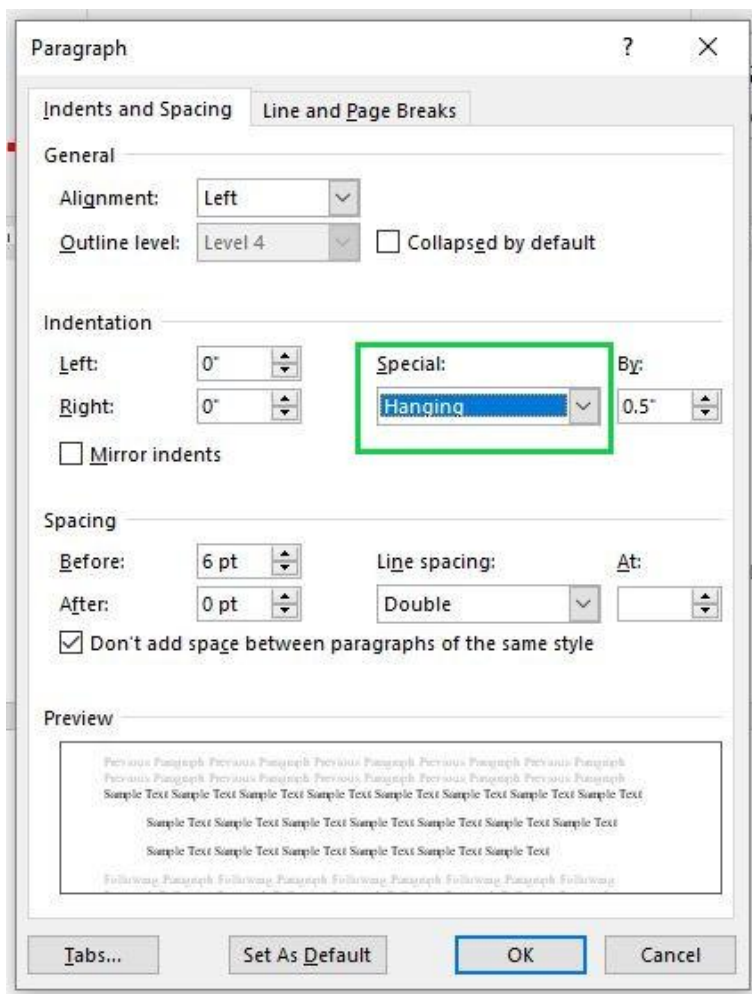 Paragraph ?
Indents and Spacing Line and Page Breaks
General
Alignment: Left
Outline level: Level 4 Collapsed by default
Indentation
Left: 0" Special: By:
Right: 0" Hanging 0.5"
Mirror indents
Spacing
Before: 6 pt Line spacing: At:
After: 0 pt Double
Don't add space between paragraphs of the same style
Preview
Previous Paragraph Previous Paragraph Previous Paragraph Previous Paragraph Previous Paragraph
Previous Paragraph Previous Paragraph Previous Paragraph Previous Paragraph Previous Paragraph
Sample Text Sample Text Sample Text Sample Text Sample Text Sample Text Sample Text Sample Text
Sample Text Sample Text Sample Text Sample Text Sample Text Sample Text Sample Text
Sample Text Sample Text Sample Text Sample Text Sample Text Sample Text
Following Paragraph Following Paragraph Following Paragraph Following Paragraph Following
Tabs... Set As Default OK Cancel